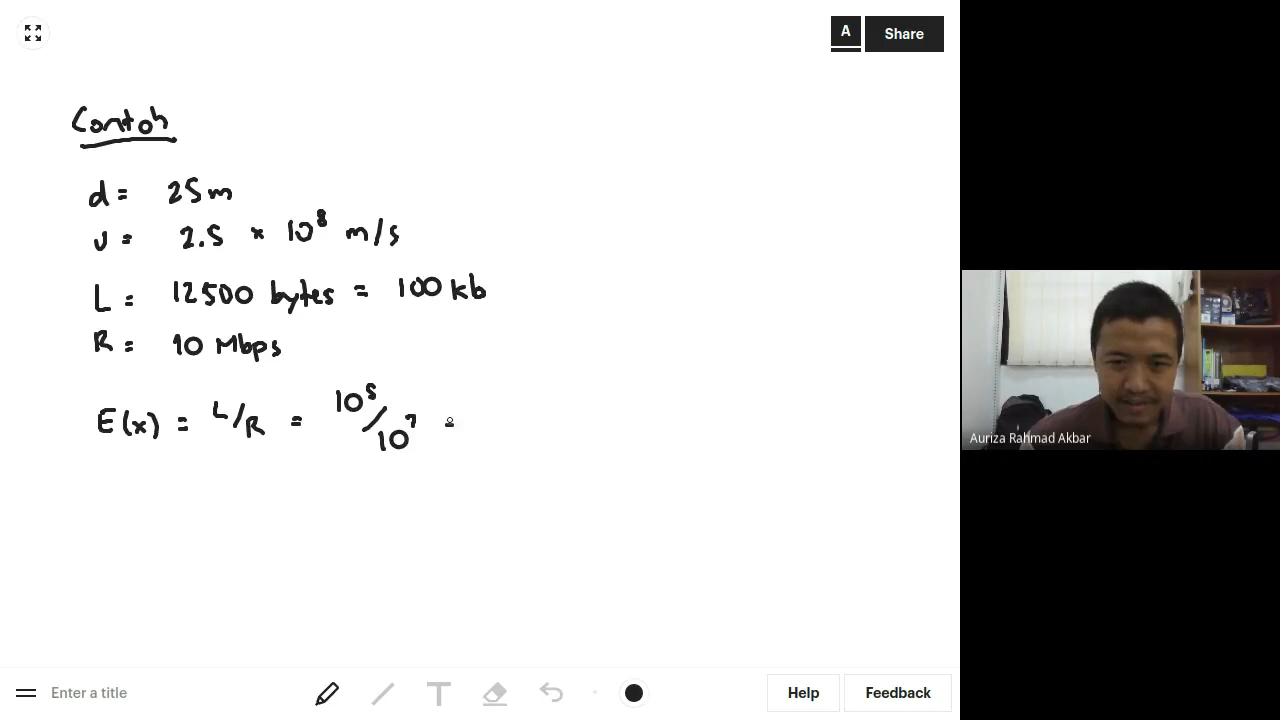 A
Share
Contoh
d = 25 m
v = 2.5 × 10⁸ m/s
L = 12500 bytes = 100 kb
R = 10 Mbps
E(x) = L/R = 10⁵/10⁷ =
Auriza Rahmad Akbar
Enter a title
T
Help
Feedback